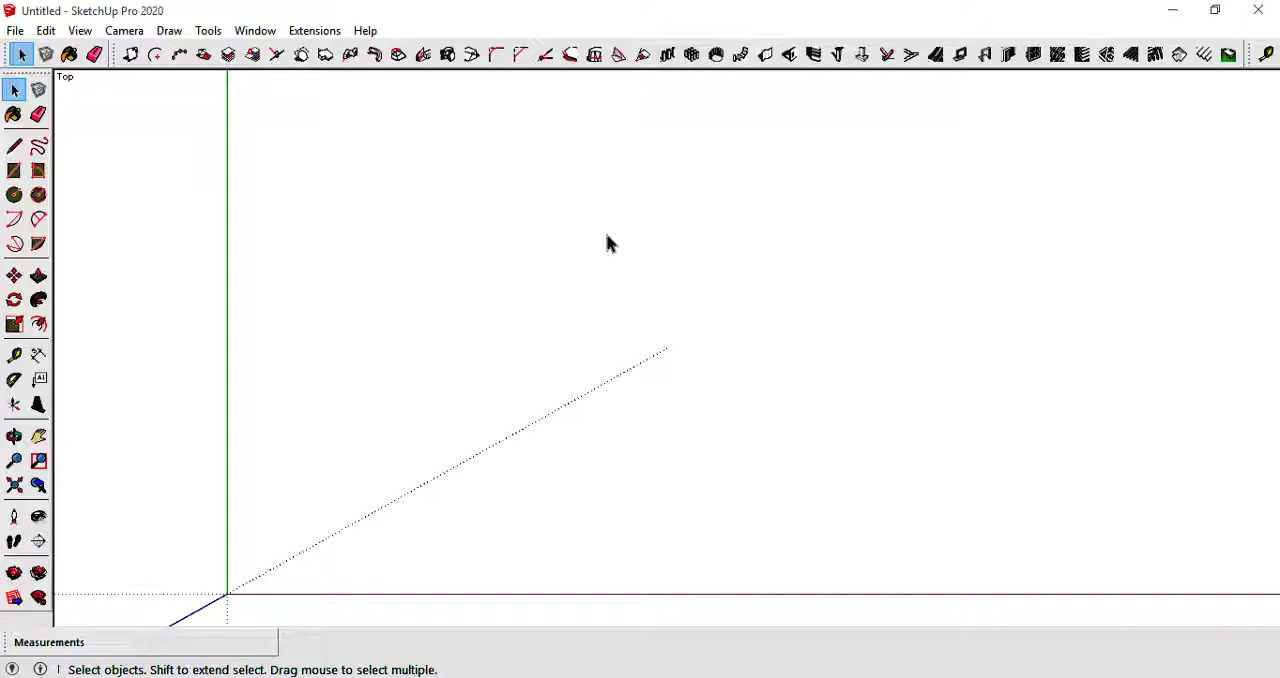 Untitled - SketchUp Pro 2020
File Edit View Camera Draw Tools Window Extensions Help
Top
A1
Measurements
Select objects. Shift to extend select. Drag mouse to select multiple.